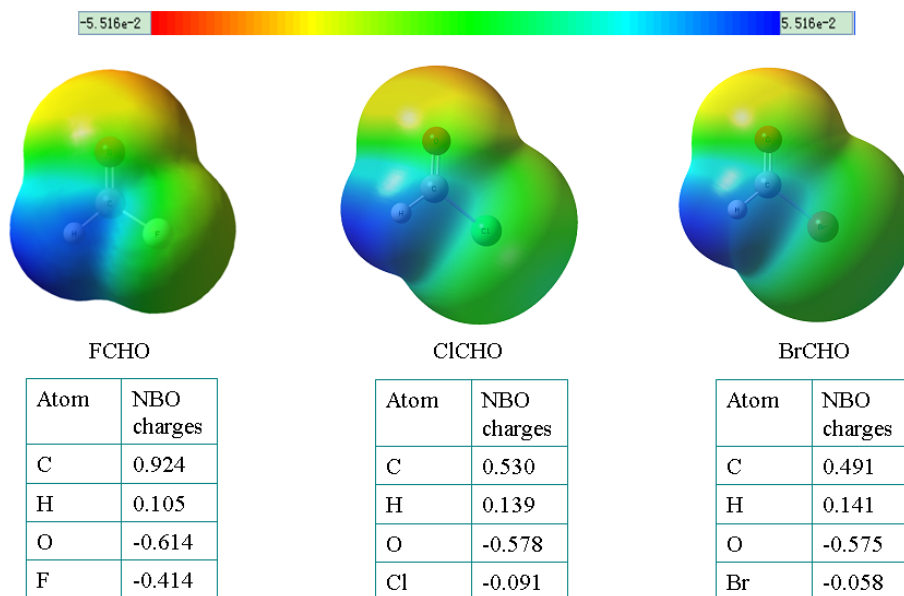 -5.516e-2 5.516e-2
O O O
C C C
H F H Cl H Br
FCHO ClCHO BrCHO
Atom NBO charges Atom NBO charges Atom NBO charges
C 0.924 C 0.530 C 0.491
H 0.105 H 0.139 H 0.141
O -0.614 O -0.578 O -0.575
F -0.414 Cl -0.091 Br -0.058